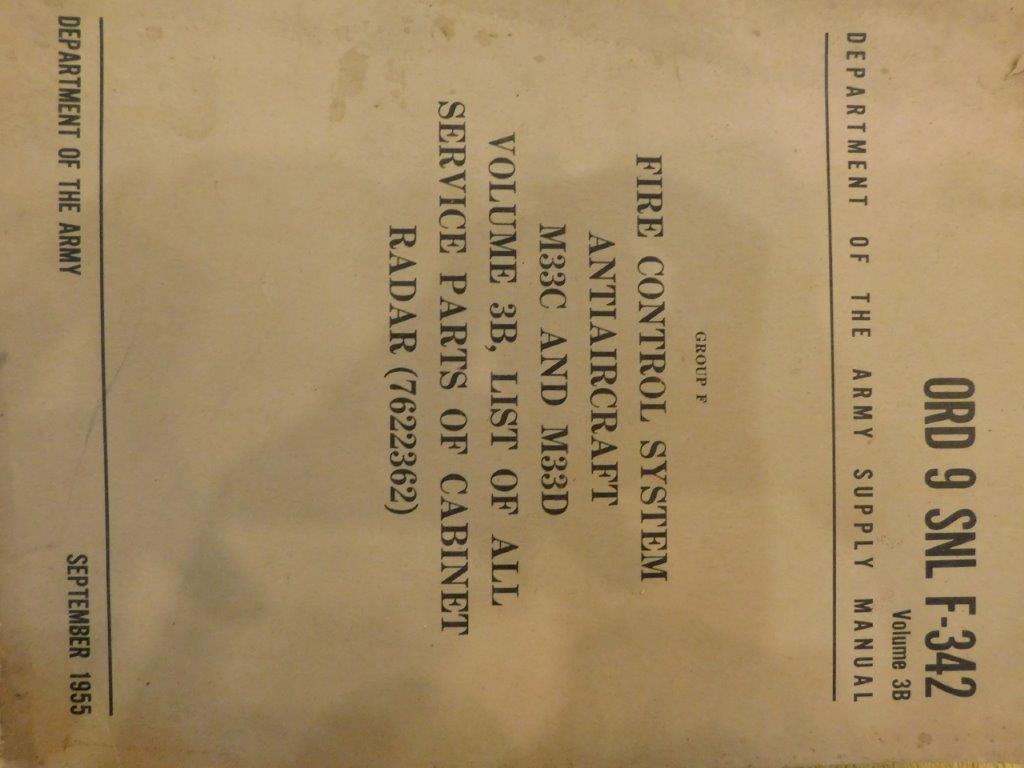 ORD 9 SNL F-342
Volume 3B
DEPARTMENT OF THE ARMY SUPPLY MANUAL
GROUP F
FIRE CONTROL SYSTEM
ANTIAIRCRAFT
M33C AND M33D
VOLUME 3B, LIST OF ALL
SERVICE PARTS OF CABINET
RADAR (7622362)
DEPARTMENT OF THE ARMY SEPTEMBER 1955